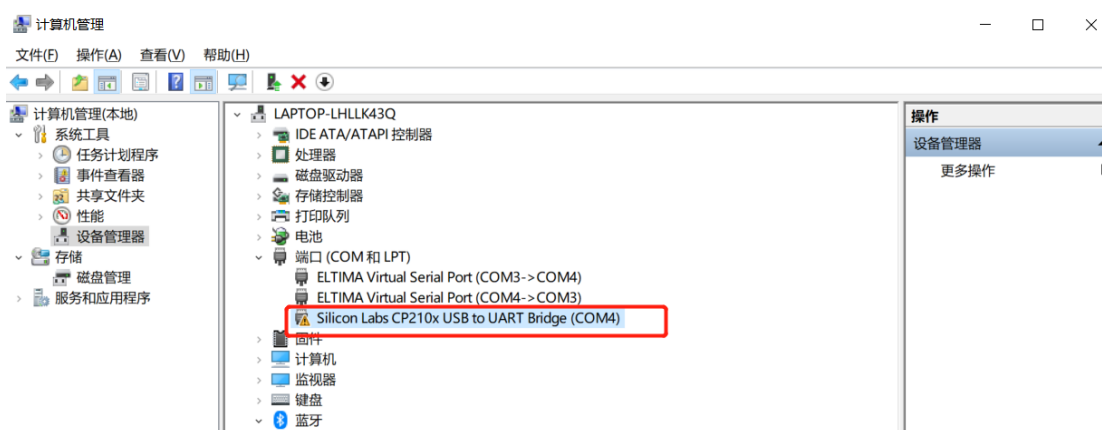 计算机管理
文件(F) 操作(A) 查看(V) 帮助(H)
计算机管理(本地)
系统工具
任务计划程序
事件查看器
共享文件夹
性能
设备管理器
存储
磁盘管理
服务和应用程序
LAPTOP-LHLLK43Q
IDE ATA/ATAPI 控制器
处理器
磁盘驱动器
存储控制器
打印队列
电池
端口 (COM 和 LPT)
ELTIMA Virtual Serial Port (COM3->COM4)
ELTIMA Virtual Serial Port (COM4->COM3)
Silicon Labs CP210x USB to UART Bridge (COM4)
固件
计算机
监视器
键盘
蓝牙
操作
设备管理器
更多操作